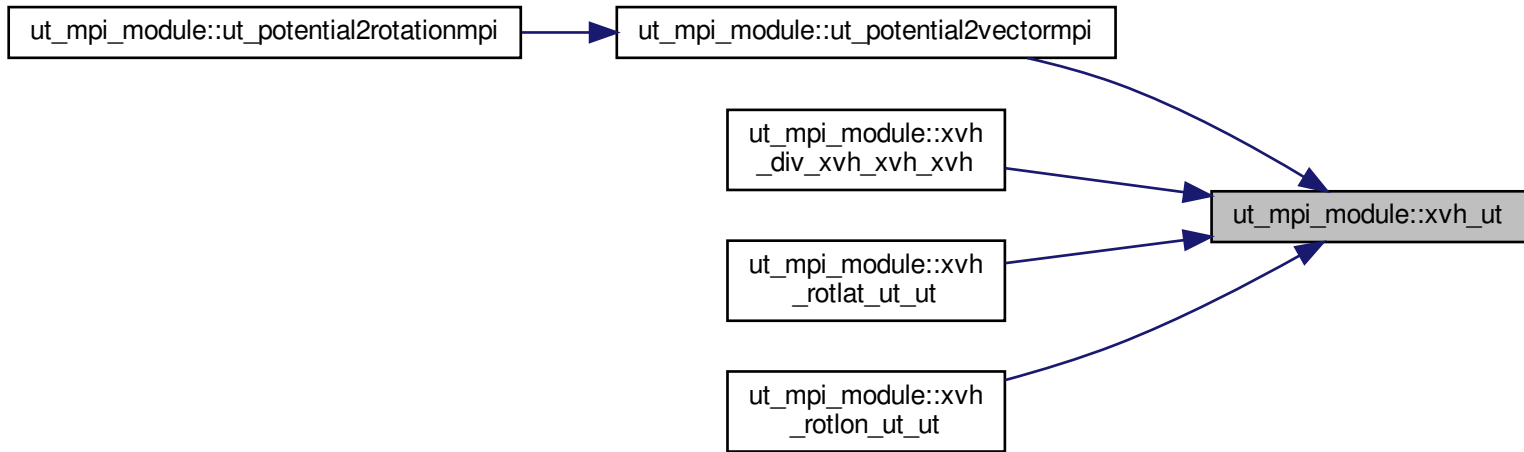 ut_mpi_module::ut_potential2rotationmpi
ut_mpi_module::ut_potential2vectormpi
ut_mpi_module::xvh
_div_xvh_xvh_xvh
ut_mpi_module::xvh_ut
ut_mpi_module::xvh
_rotlat_ut_ut
ut_mpi_module::xvh
_rotlon_ut_ut